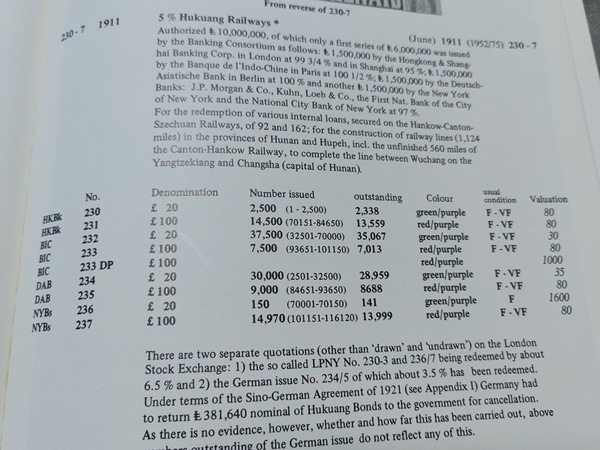 From reverse of 230-7
230 - 7 1911
5 % Hukuang Railways *
(June) 1911 (1952/75) 230 - 7
Authorized £ 10,000,000, of which only a first series of £ 6,000,000 was issued
by the Banking Consortium as follows: £ 1,500,000 by the Hongkong & Shang-
hai Banking Corp. in London at 99 3/4 % and in Shanghai at 95 %; £ 1,500,000
by the Banque de l'Indo-Chine in Paris at 100 1/2 %; £ 1,500,000 by the Deutsch-
Asiatische Bank in Berlin at 100 % and another £ 1,500,000 by the New York
Banks: J.P. Morgan & Co., Kuhn, Loeb & Co., the First Nat. Bank of the City
of New York and the National City Bank of New York at 97 %.
For the redemption of various internal loans, secured on the Hankow-Canton-
Szechuan Railways, of 92 and 162; for the construction of railway lines (1,124
miles) in the provinces of Hunan and Hupeh, incl. the unfinished 560 miles of
the Canton-Hankow Railway, to complete the line between Wuchang on the
Yangtzekiang and Changsha (capital of Hunan).
No. Denomination Number issued outstanding Colour usual condition Valuation
HKBk 230 £ 20 2,500 (1 - 2,500) 2,338 green/purple F - VF 80
HKBk 231 £ 100 14,500 (70151-84650) 13,559 red/purple F - VF 80
BIC 232 £ 20 37,500 (32501-70000) 35,067 green/purple F - VF 30
BIC 233 £ 100 7,500 (93651-101150) 7,013 red/purple F - VF 80
BIC 233 DP £ 100 red/purple 1000
DAB 234 £ 20 30,000 (2501-32500) 28,959 green/purple F - VF 35
DAB 235 £ 100 9,000 (84651-93650) 8688 red/purple F - VF 80
NYBs 236 £ 20 150 (70001-70150) 141 green/purple F 1600
NYBs 237 £ 100 14,970 (101151-116120) 13,999 red/purple F - VF 80
There are two separate quotations (other than 'drawn' and 'undrawn') on the London
Stock Exchange: 1) the so called LPNY No. 230-3 and 236/7 being redeemed by about
6.5 % and 2) the German issue No. 234/5 of which about 3.5 % has been redeemed.
Under terms of the Sino-German Agreement of 1921 (see Appendix I) Germany had
to return £ 381,640 nominal of Hukuang Bonds to the government for cancellation.
As there is no evidence, however, whether and how far this has been carried out, above
outstanding of the German issue do not reflect any of this.